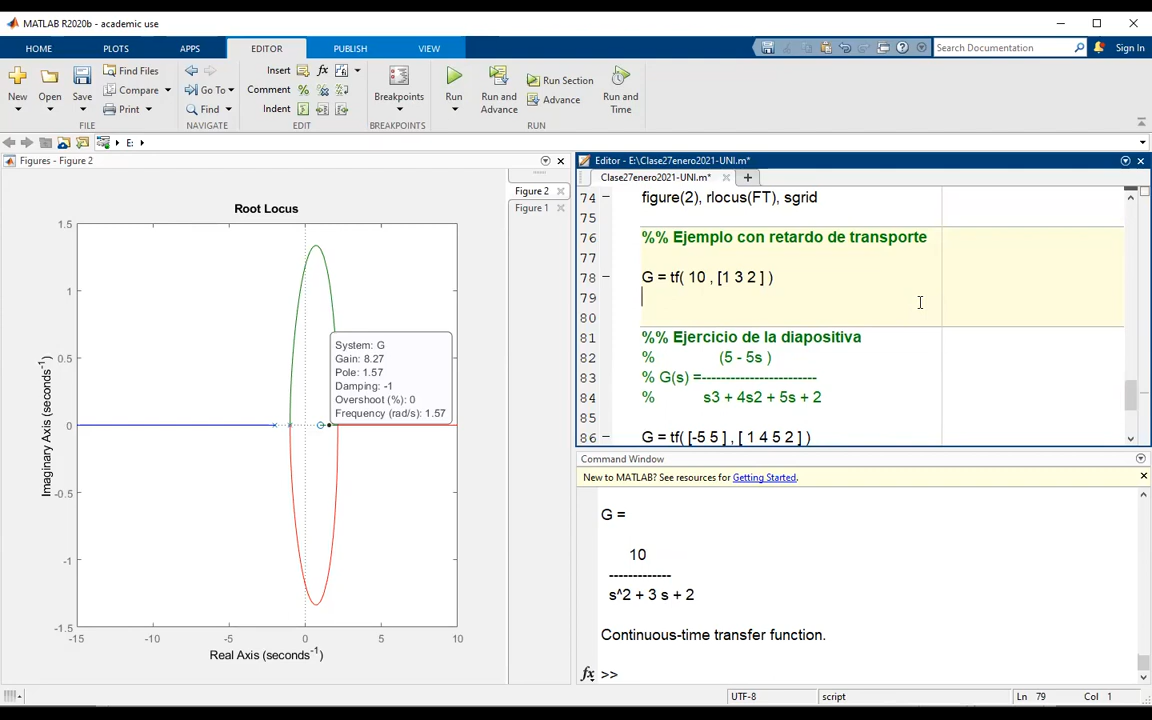 MATLAB R2020b - academic use
HOME PLOTS APPS EDITOR PUBLISH VIEW
Search Documentation
Sign In
New Open Save
Find Files
Compare
Print
FILE
Go To
Find
NAVIGATE
Insert
Comment
Indent
EDIT
Breakpoints
BREAKPOINTS
Run
Run and Advance
Run Section
Advance
Run and Time
RUN
E:
Figures - Figure 2
Figure 2
Figure 1
Root Locus
1.5
1
0.5
0
-0.5
-1
-1.5
Imaginary Axis (seconds-1)
-15 -10 -5 0 5 10
Real Axis (seconds-1)
System: G
Gain: 8.27
Pole: 1.57
Damping: -1
Overshoot (%): 0
Frequency (rad/s): 1.57
Editor - E:\Clase27enero2021-UNI.m*
Clase27enero2021-UNI.m*
74 figure(2), rlocus(FT), sgrid
75
76 %% Ejemplo con retardo de transporte
77
78 G = tf( 10 , [1 3 2 ] )
79
80
81 %% Ejercicio de la diapositiva
82 % (5 - 5s )
83 % G(s) =------------------------
84 % s3 + 4s2 + 5s + 2
85
86 G = tf( [-5 5 ] , [ 1 4 5 2 ] )
Command Window
New to MATLAB? See resources for Getting Started.
G =
10
-------------
s^2 + 3 s + 2
Continuous-time transfer function.
fx >>
UTF-8 script Ln 79 Col 1